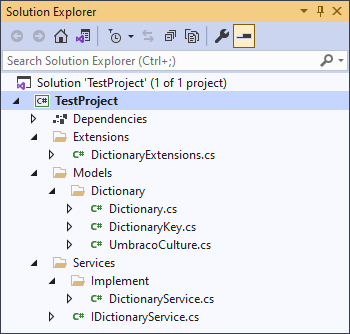 Solution Explorer
Search Solution Explorer (Ctrl+;)
Solution 'TestProject' (1 of 1 project)
C# TestProject
Dependencies
Extensions
C# DictionaryExtensions.cs
Models
Dictionary
C# Dictionary.cs
C# DictionaryKey.cs
C# UmbracoCulture.cs
Services
Implement
C# DictionaryService.cs
C# IDictionaryService.cs